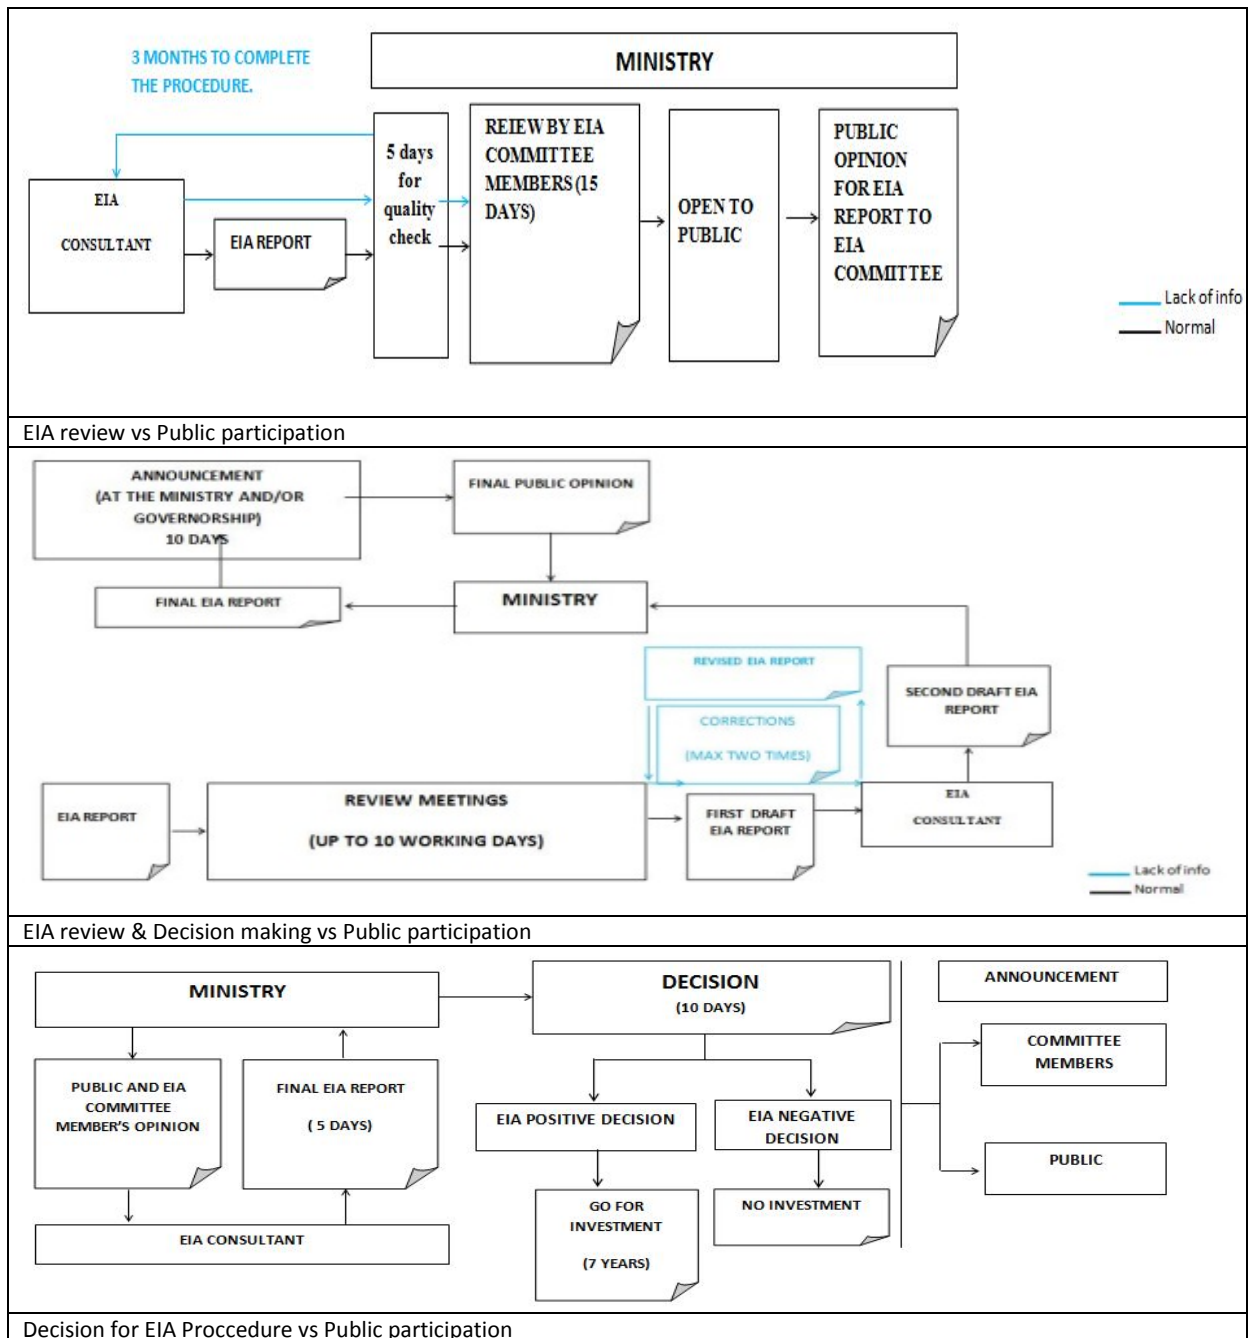 3 MONTHS TO COMPLETE
THE PROCEDURE.
MINISTRY
EIA
CONSULTANT
EIA REPORT
5 days
for
quality
check
REIEW BY EIA
COMMITTEE
MEMBERS (15
DAYS)
OPEN TO
PUBLIC
PUBLIC
OPINION
FOR EIA
REPORT TO
EIA
COMMITTEE
Lack of info
Normal
EIA review vs Public participation
ANNOUNCEMENT
(AT THE MINISTRY AND/OR
GOVERNORSHIP)
10 DAYS
FINAL PUBLIC OPINION
FINAL EIA REPORT
MINISTRY
REVISED EIA REPORT
CORRECTIONS
(MAX TWO TIMES)
SECOND DRAFT EIA
REPORT
EIA REPORT
REVIEW MEETINGS
(UP TO 10 WORKING DAYS)
FIRST DRAFT
EIA REPORT
EIA
CONSULTANT
Lack of info
Normal
EIA review & Decision making vs Public participation
MINISTRY
DECISION
(10 DAYS)
ANNOUNCEMENT
COMMITTEE
MEMBERS
PUBLIC AND EIA
COMMITTEE
MEMBER'S OPINION
FINAL EIA REPORT
( 5 DAYS)
EIA POSITIVE DECISION
EIA NEGATIVE
DECISION
PUBLIC
GO FOR
INVESTMENT
(7 YEARS)
NO INVESTMENT
EIA CONSULTANT
Decision for EIA Proccedure vs Public participation